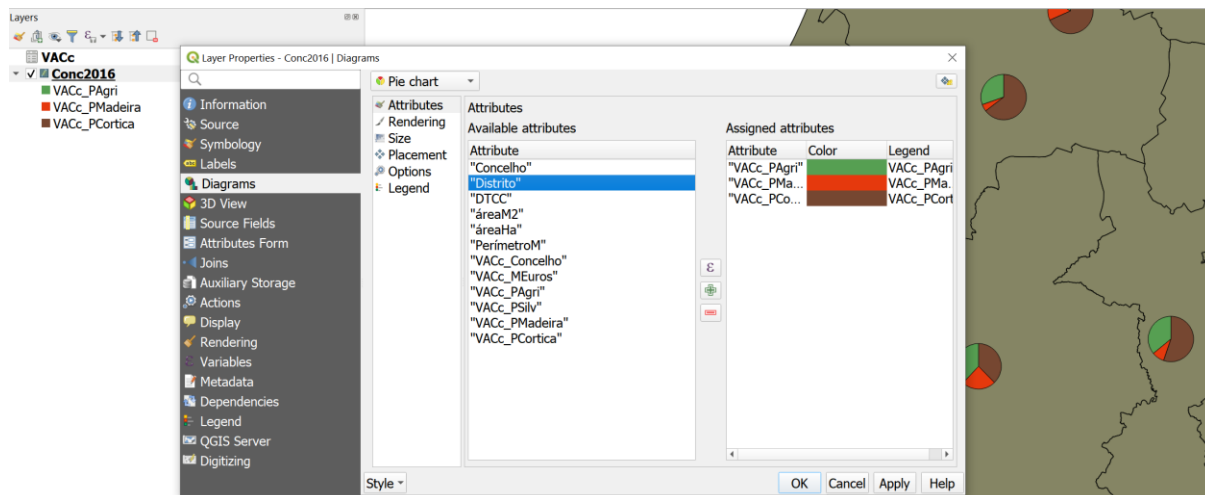 Layers
VACc
Conc2016
VACc_PAgri
VACc_PMadeira
VACc_PCortica
Layer Properties - Conc2016 | Diagrams
Information
Source
Symbology
Labels
Diagrams
3D View
Source Fields
Attributes Form
Joins
Auxiliary Storage
Actions
Display
Rendering
Variables
Metadata
Dependencies
Legend
QGIS Server
Digitizing
Pie chart
Attributes
Rendering
Size
Placement
Options
Legend
Attributes
Available attributes
Attribute
"Concelho"
"Distrito"
"DTCC"
"áreaM2"
"áreaHa"
"PerímetroM"
"VACc_Concelho"
"VACc_MEuros"
"VACc_PAgri"
"VACc_PSilv"
"VACc_PMadeira"
"VACc_PCortica"
ε
Assigned attributes
Attribute Color Legend
"VACc_PAgri" VACc_PAgri
"VACc_PMa... VACc_PMa.
"VACc_PCo... VACc_PCort
Style
OK Cancel Apply Help